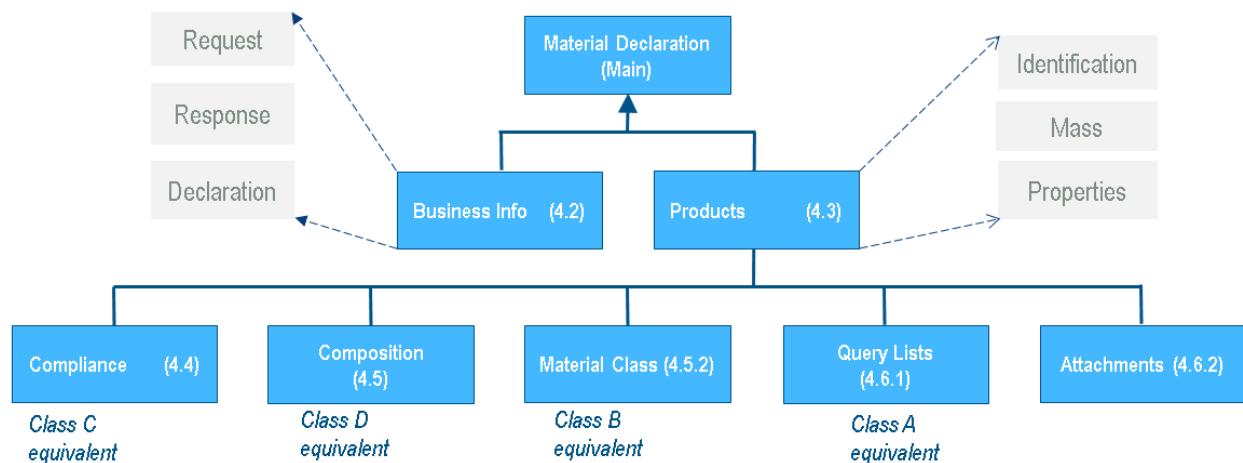 Request
Response
Declaration
Material Declaration
(Main)
Identification
Mass
Properties
Business Info (4.2)
Products (4.3)
Compliance (4.4)
Composition
(4.5)
Material Class (4.5.2)
Query Lists
(4.6.1)
Attachments (4.6.2)
Class C
equivalent
Class D
equivalent
Class B
equivalent
Class A
equivalent